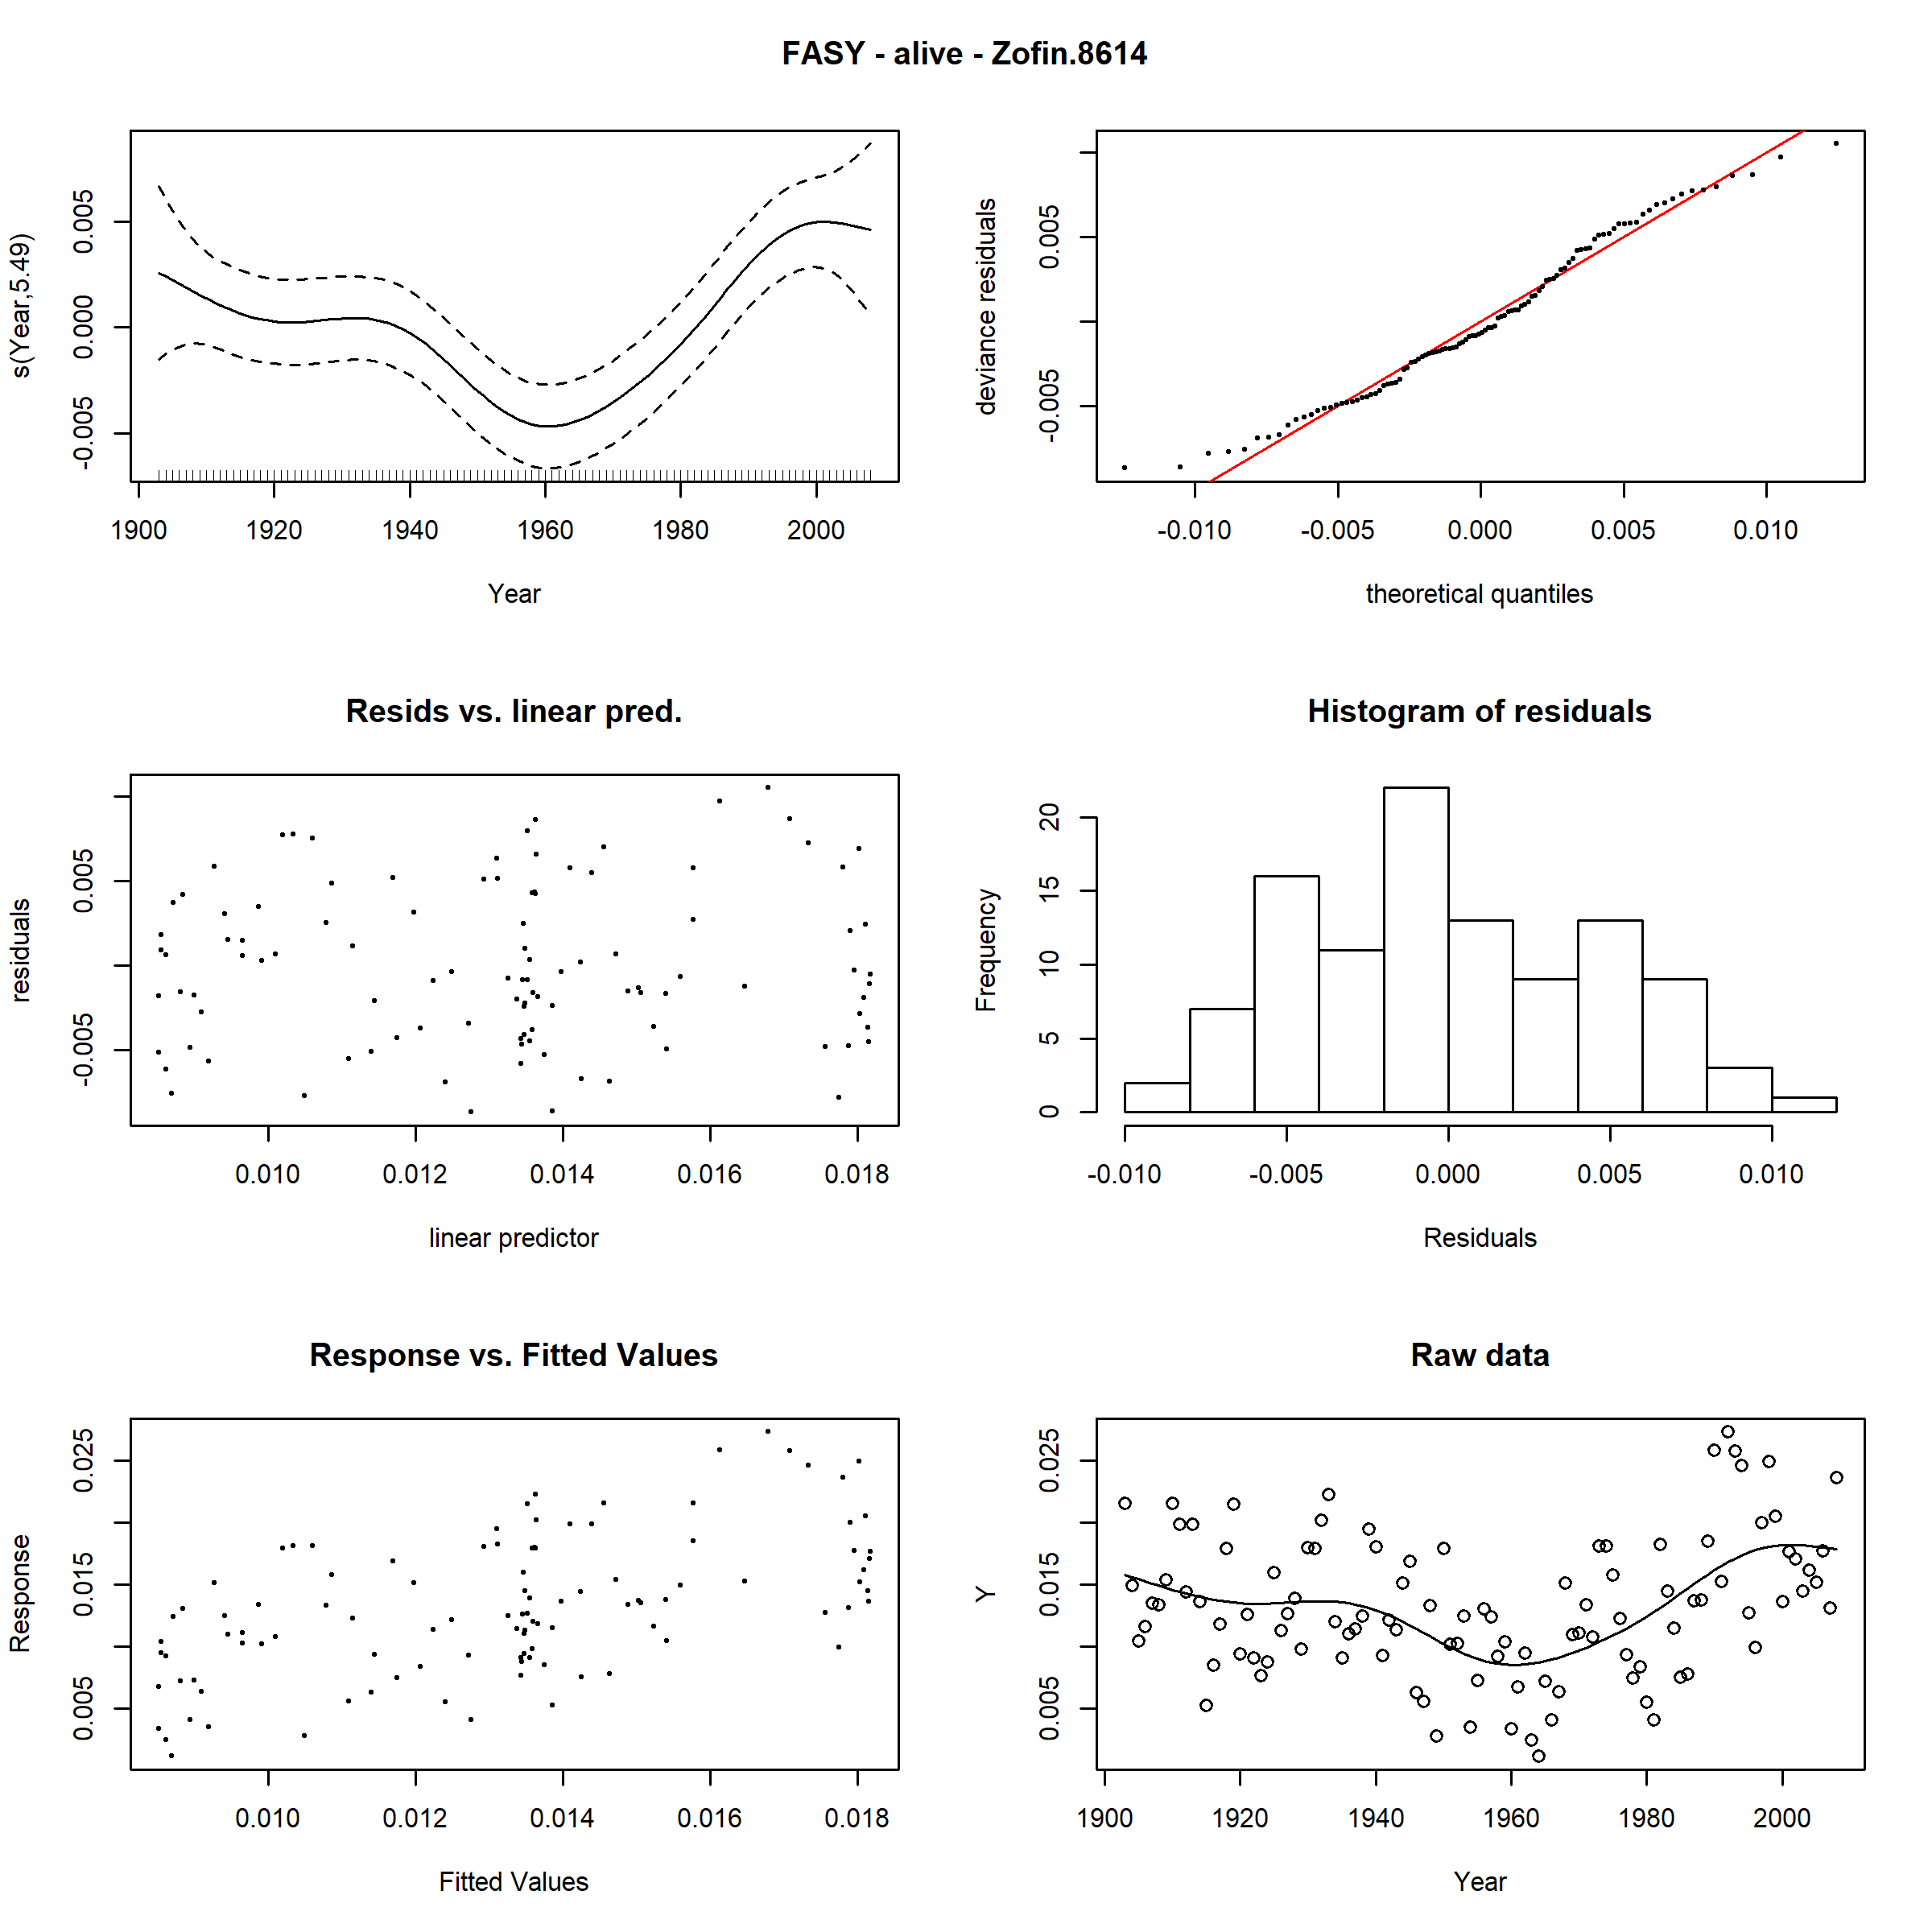 FASY - alive - Zofin.8614
s(Year,5.49)
-0.005 0.000 0.005
1900 1920 1940 1960 1980 2000
Year
deviance residuals
-0.005 0.005
-0.010 -0.005 0.000 0.005 0.010
theoretical quantiles
Resids vs. linear pred.
residuals
-0.005 0.005
0.010 0.012 0.014 0.016 0.018
linear predictor
Histogram of residuals
Frequency
0 5 10 15 20
-0.010 -0.005 0.000 0.005 0.010
Residuals
Response vs. Fitted Values
Response
0.005 0.015 0.025
0.010 0.012 0.014 0.016 0.018
Fitted Values
Raw data
Y
0.005 0.015 0.025
1900 1920 1940 1960 1980 2000
Year